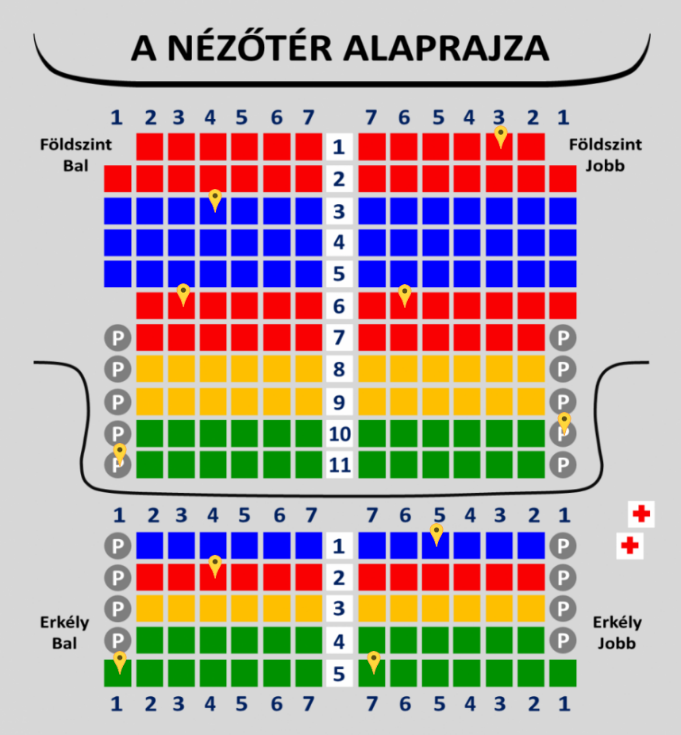 A NÉZŐTÉR ALAPRAJZA
1 2 3 4 5 6 7 7 6 5 4 3 2 1
Földszint
Bal
Földszint
Jobb
1
2
3
4
5
6
P 7 P
P 8 P
P 9 P
P 10 P
P 11 P
1 2 3 4 5 6 7 7 6 5 4 3 2 1
P 1 P
P 2 P
P 3 P
P 4 P
5
Erkély
Bal
Erkély
Jobb
1 2 3 4 5 6 7 7 6 5 4 3 2 1